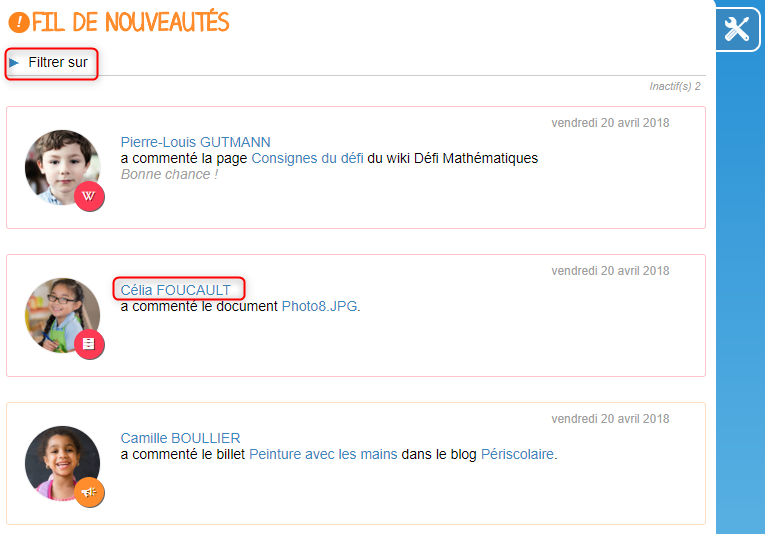 ! FIL DE NOUVEAUTÉS
Filtrer sur
Inactif(s) 2
vendredi 20 avril 2018
Pierre-Louis GUTMANN
a commenté la page Consignes du défi du wiki Défi Mathématiques
Bonne chance !
W
vendredi 20 avril 2018
Célia FOUCAULT
a commenté le document Photo8.JPG.
vendredi 20 avril 2018
Camille BOULLIER
a commenté le billet Peinture avec les mains dans le blog Périscolaire.